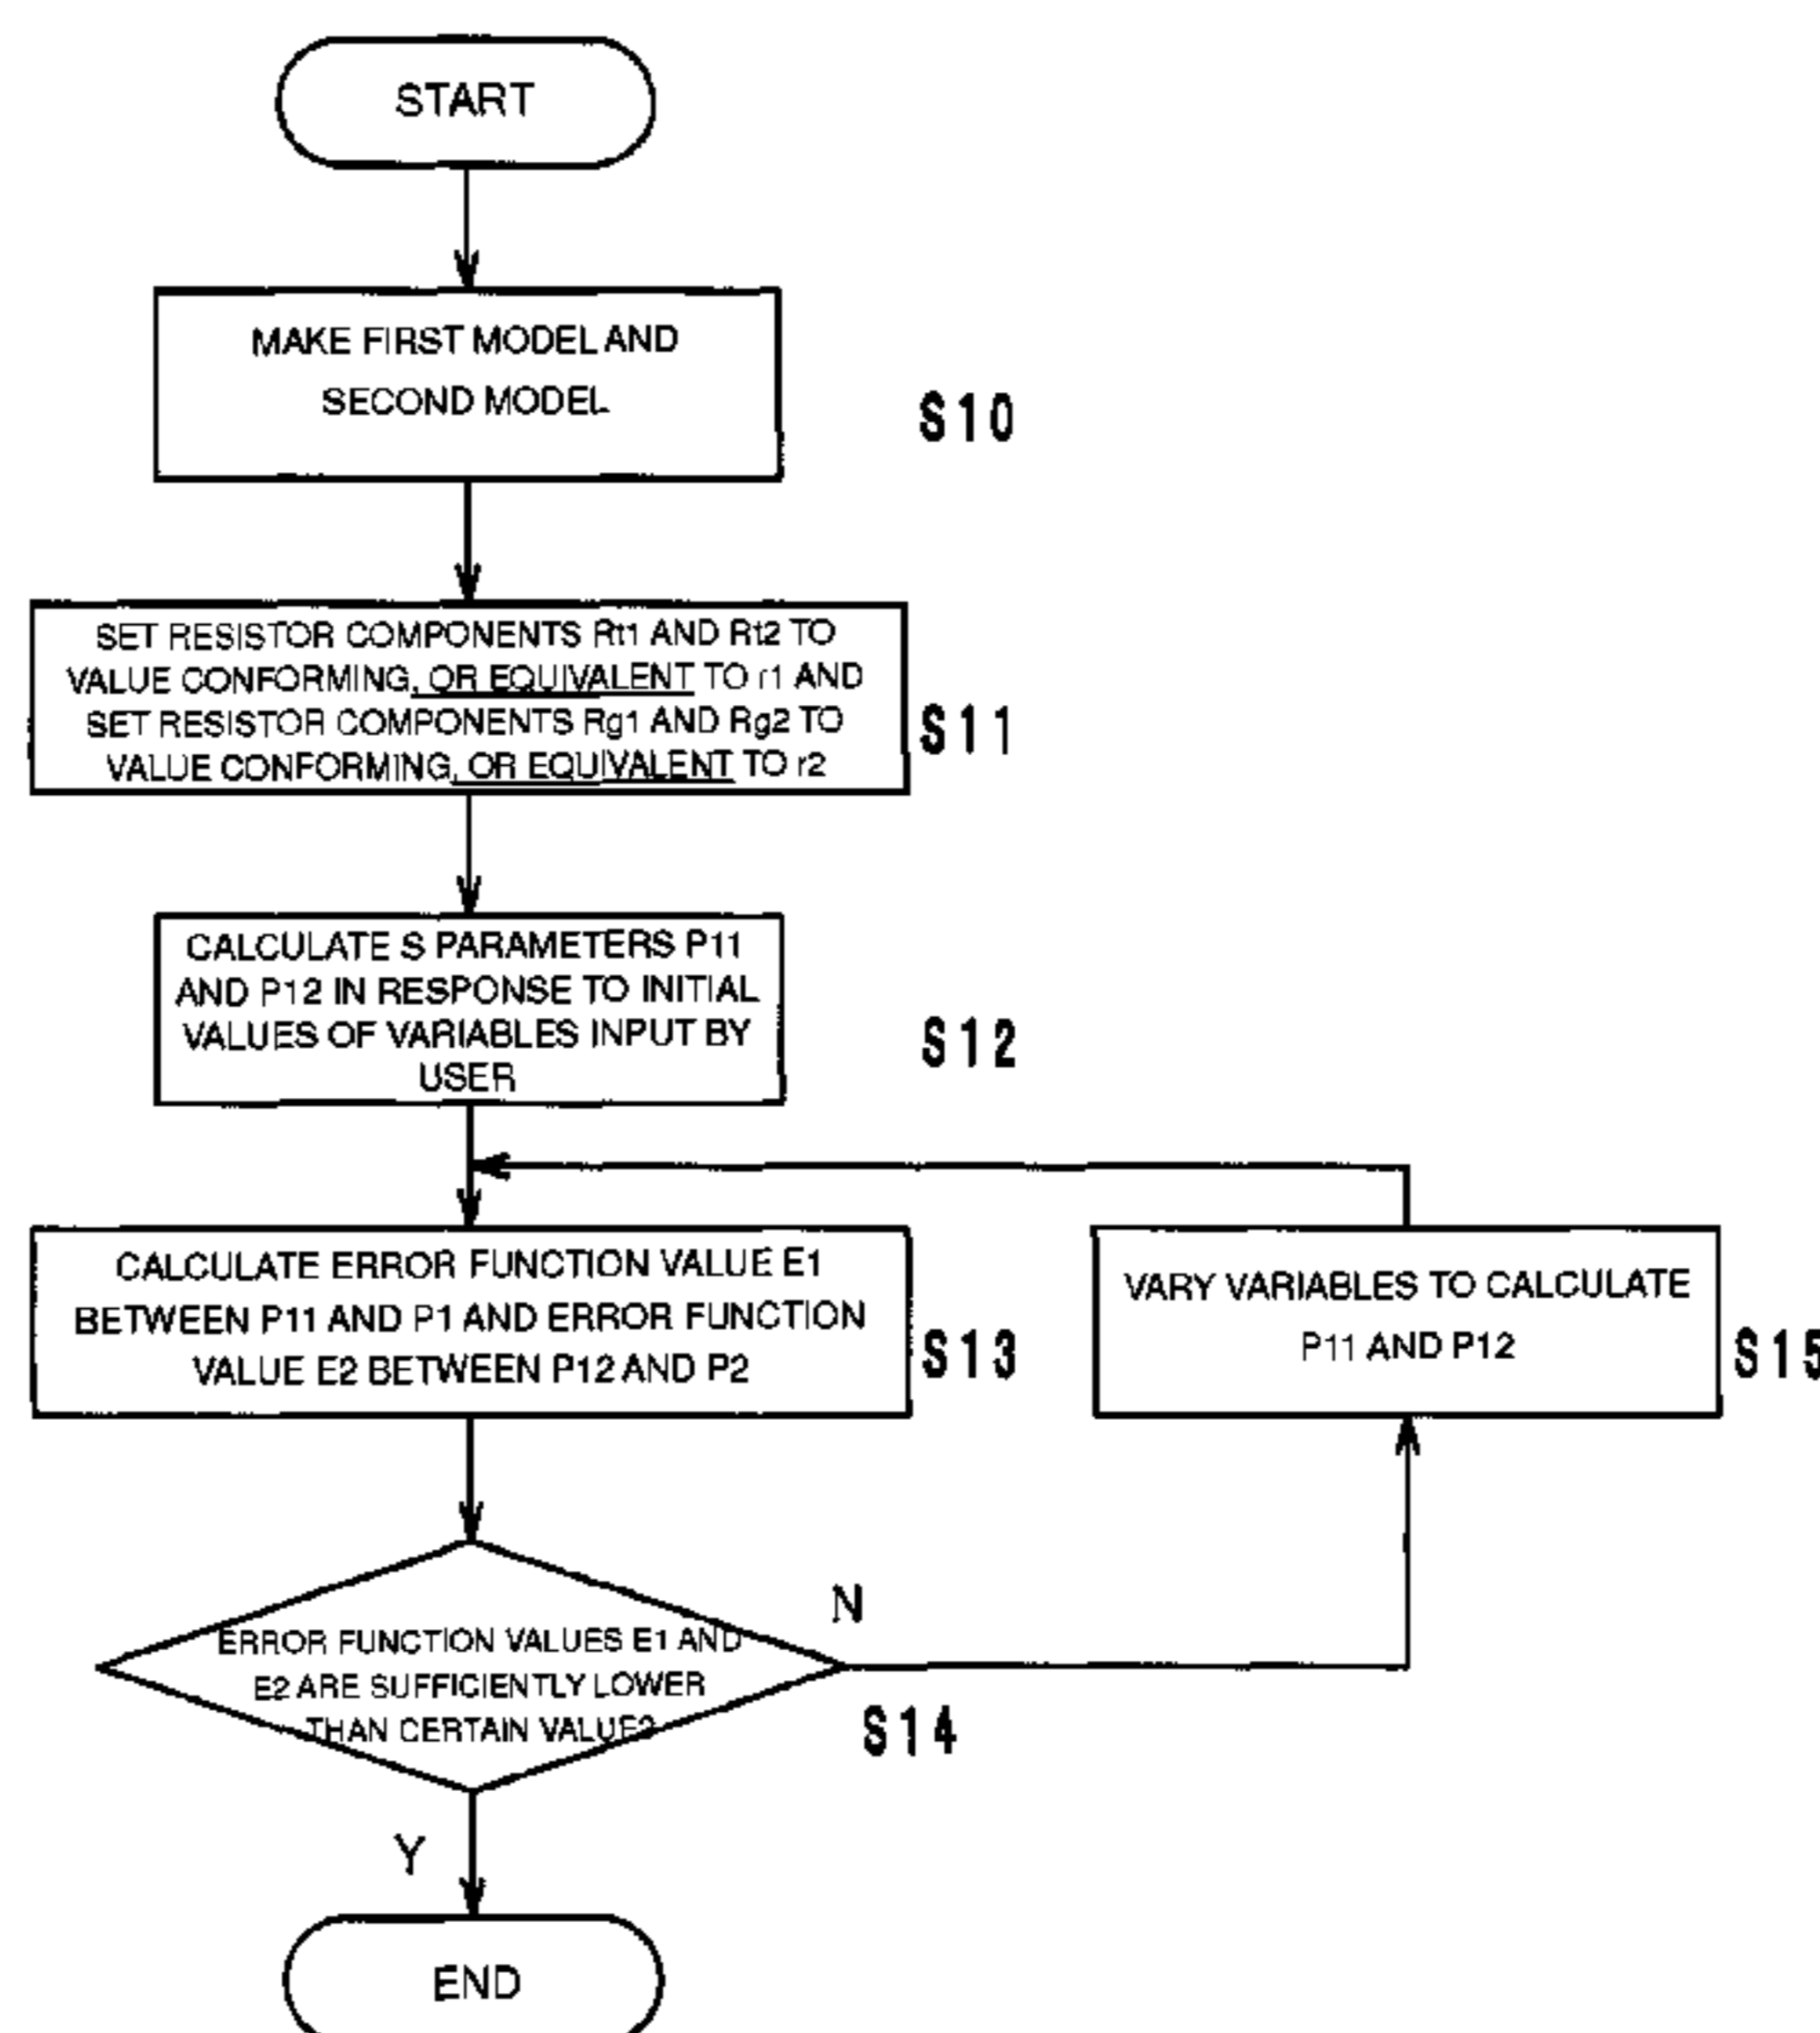 START
MAKE FIRST MODEL AND
SECOND MODEL
S10
SET RESISTOR COMPONENTS Rt1 AND Rt2 TO
VALUE CONFORMING, OR EQUIVALENT TO r1 AND
SET RESISTOR COMPONENTS Rg1 AND Rg2 TO
VALUE CONFORMING, OR EQUIVALENT TO r2
S11
CALCULATE S PARAMETERS P11
AND P12 IN RESPONSE TO INITIAL
VALUES OF VARIABLES INPUT BY
USER
S12
CALCULATE ERROR FUNCTION VALUE E1
BETWEEN P11 AND P1 AND ERROR FUNCTION
VALUE E2 BETWEEN P12 AND P2
S13
VARY VARIABLES TO CALCULATE
P11 AND P12
S15
ERROR FUNCTION VALUES E1 AND
E2 ARE SUFFICIENTLY LOWER
THAN CERTAIN VALUE?
N
S14
Y
END